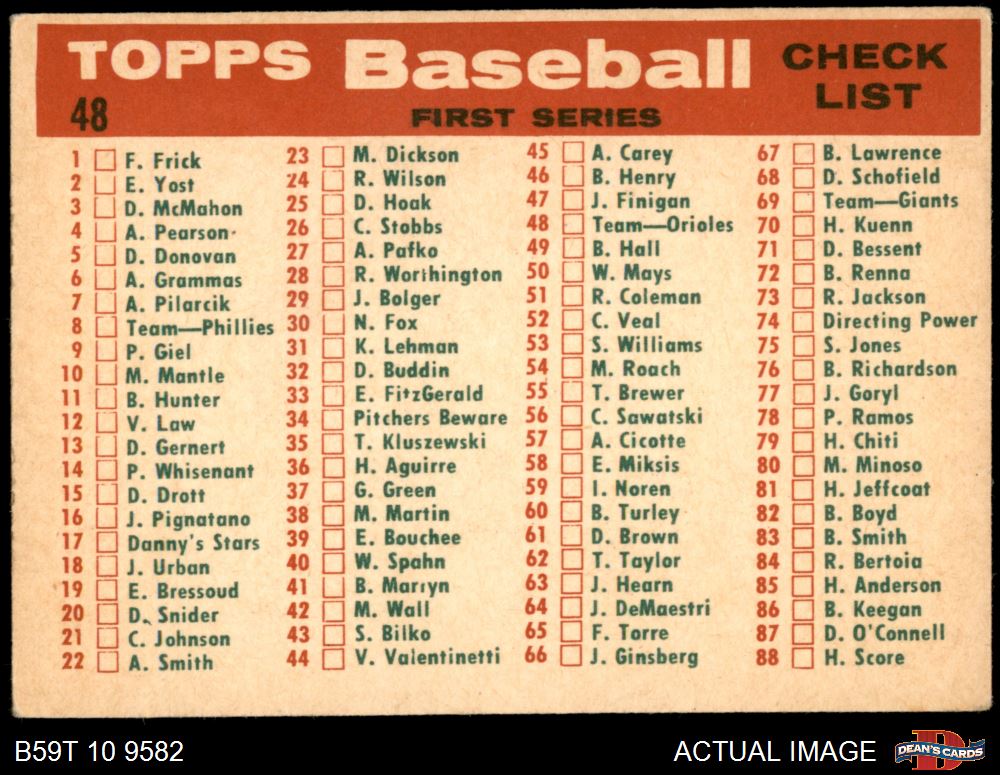 TOPPS Baseball CHECK LIST
48 FIRST SERIES
1 F. Frick
2 E. Yost
3 D. McMahon
4 A. Pearson
5 D. Donovan
6 A. Grammas
7 A. Pilarcik
8 Team—Phillies
9 P. Giel
10 M. Mantle
11 B. Hunter
12 V. Law
13 D. Gernert
14 P. Whisenant
15 D. Drott
16 J. Pignatano
17 Danny's Stars
18 J. Urban
19 E. Bressoud
20 D. Snider
21 C. Johnson
22 A. Smith
23 M. Dickson
24 R. Wilson
25 D. Hoak
26 C. Stobbs
27 A. Pafko
28 R. Worthington
29 J. Bolger
30 N. Fox
31 K. Lehman
32 D. Buddin
33 E. FitzGerald
34 Pitchers Beware
35 T. Kluszewski
36 H. Aguirre
37 G. Green
38 M. Martin
39 E. Bouchee
40 W. Spahn
41 B. Martyn
42 M. Wall
43 S. Bilko
44 V. Valentinetti
45 A. Carey
46 B. Henry
47 J. Finigan
48 Team—Orioles
49 B. Hall
50 W. Mays
51 R. Coleman
52 C. Veal
53 S. Williams
54 M. Roach
55 T. Brewer
56 C. Sawatski
57 A. Cicotte
58 E. Miksis
59 I. Noren
60 B. Turley
61 D. Brown
62 T. Taylor
63 J. Hearn
64 J. DeMaestri
65 F. Torre
66 J. Ginsberg
67 B. Lawrence
68 D. Schofield
69 Team—Giants
70 H. Kuenn
71 D. Bessent
72 B. Renna
73 R. Jackson
74 Directing Power
75 S. Jones
76 B. Richardson
77 J. Goryl
78 P. Ramos
79 H. Chiti
80 M. Minoso
81 H. Jeffcoat
82 B. Boyd
83 B. Smith
84 R. Bertoia
85 H. Anderson
86 B. Keegan
87 D. O'Connell
88 H. Score
B59T 10 9582
ACTUAL IMAGE
DEAN'S CARDS